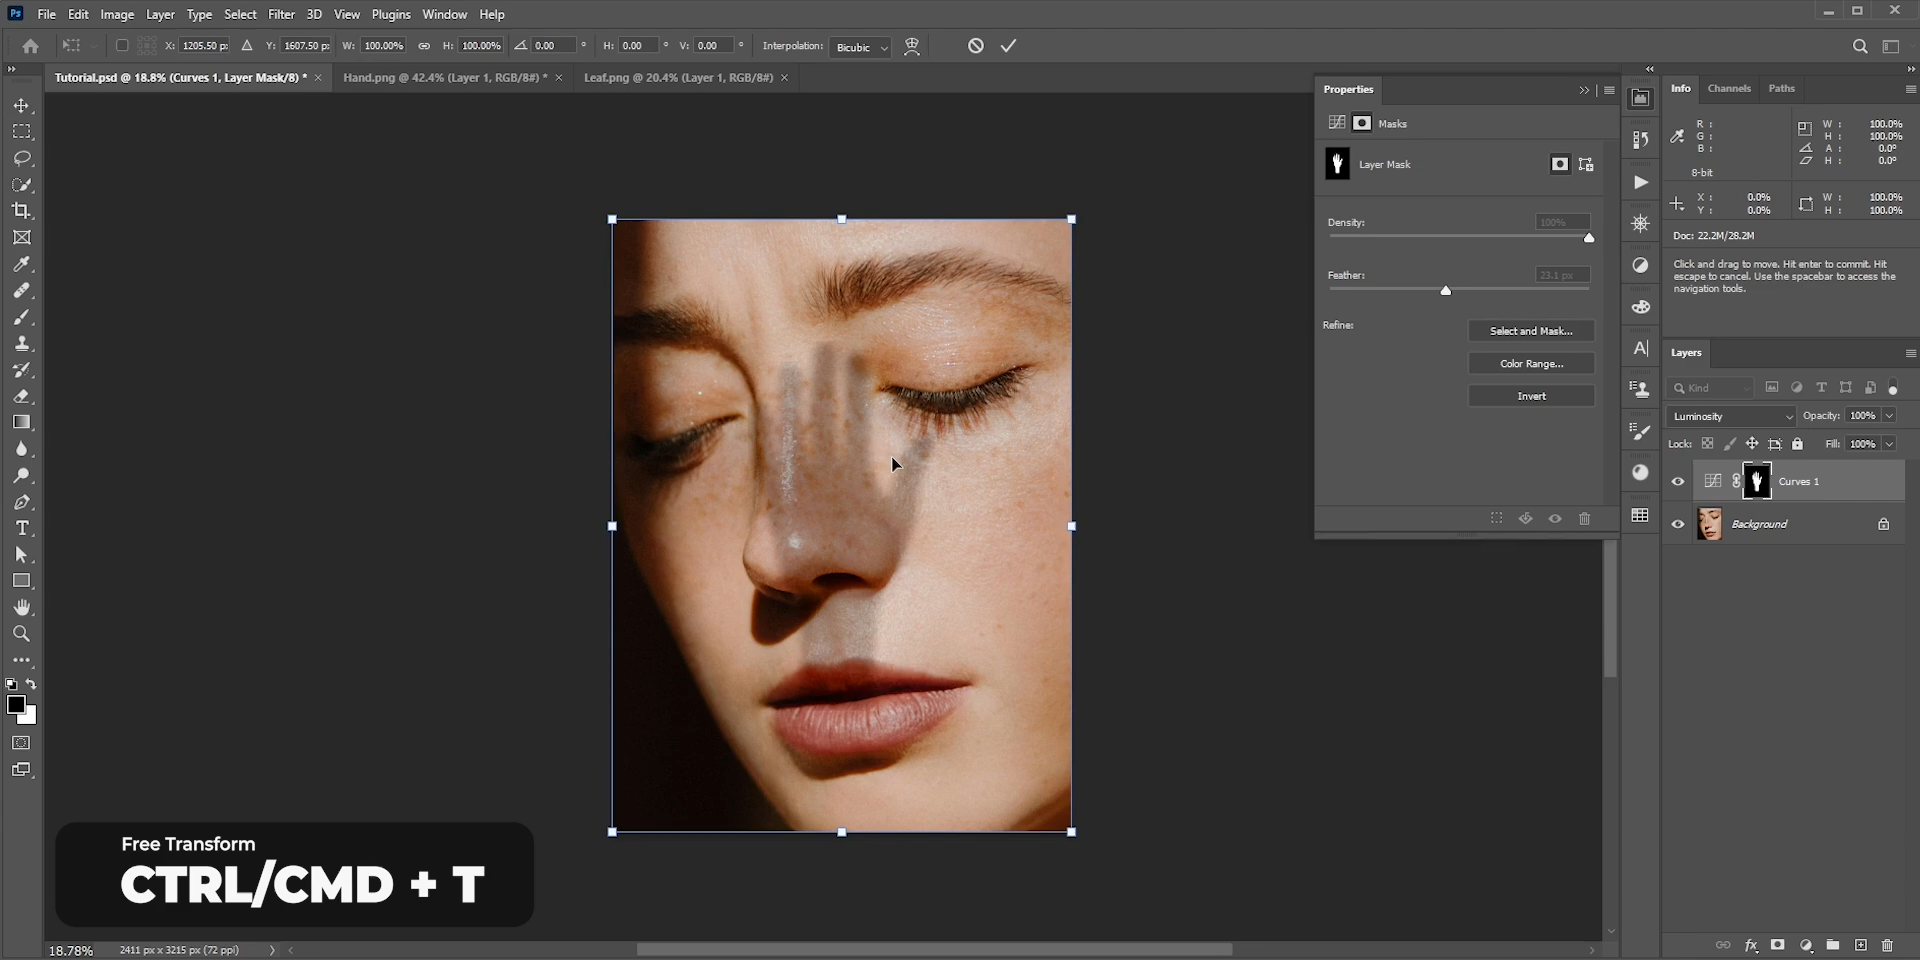 Ps File Edit Image Layer Type Select Filter 3D View Plugins Window Help
X: 1205.50 p: Y: 1607.50 p: W: 100.00% H: 100.00% 0.00 ° H: 0.00 ° V: 0.00 ° Interpolation: Bicubic
Tutorial.psd @ 18.8% (Curves 1, Layer Mask/8) * × Hand.png @ 42.4% (Layer 1, RGB/8#) * × Leaf.png @ 20.4% (Layer 1, RGB/8#) ×
Properties
Masks
Layer Mask
Density: 100%
Feather: 23.1 px
Refine:
Select and Mask...
Color Range...
Invert
Info Channels Paths
R :
G :
B :
8-bit
W : 100.0%
H : 100.0%
A : 0.0°
H : 0.0°
X : 0.0%
Y : 0.0%
W : 100.0%
H : 100.0%
Doc: 22.2M/28.2M
Click and drag to move. Hit enter to commit. Hit
escape to cancel. Use the spacebar to access the
navigation tools.
Layers
Kind
Luminosity Opacity: 100%
Lock: Fill: 100%
Curves 1
Background
fx
Free Transform
CTRL/CMD + T
18.78% 2411 px x 3215 px (72 ppi)